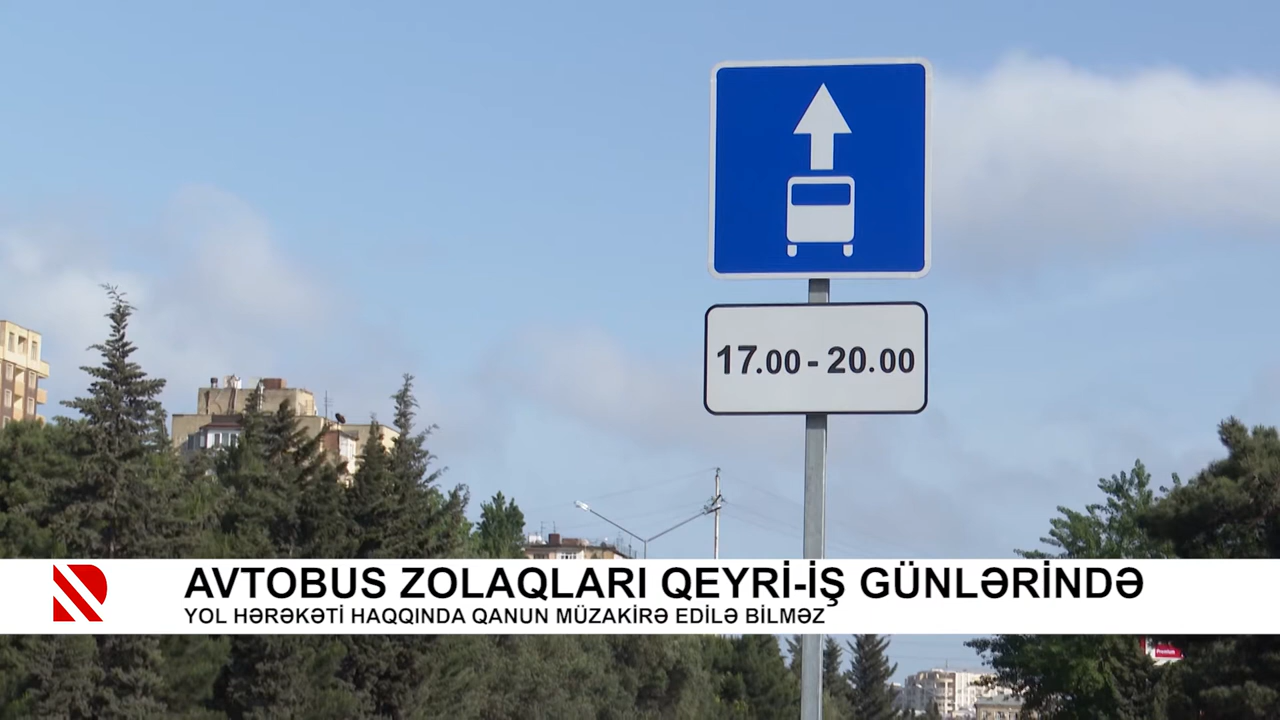 17.00 - 20.00
AVTOBUS ZOLAQLARI QEYRİ-İŞ GÜNLƏRİNDƏ
YOL HƏRƏKƏTİ HAQQINDA QANUN MÜZAKİRƏ EDİLƏ BİLMƏZ
Premium